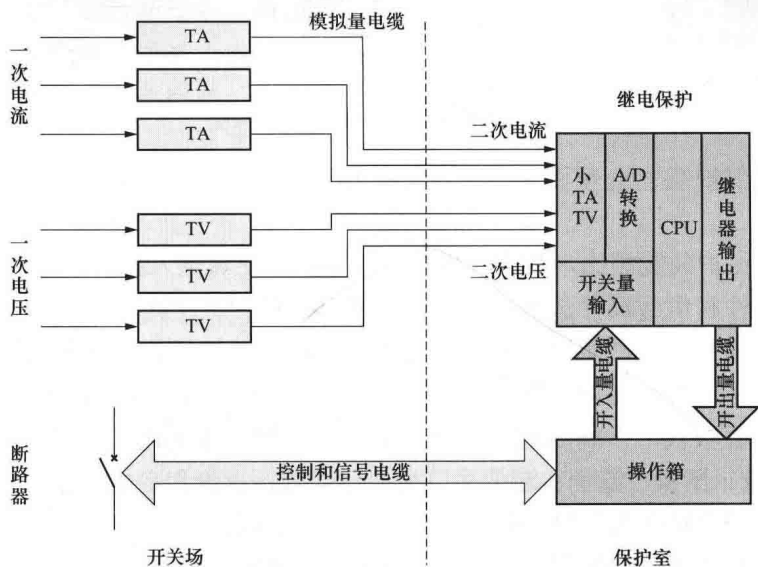 模拟量电缆
一次电流
TA
TA
TA
继电保护
二次电流
小TA TV
A/D转换
CPU
继电器输出
一次电压
TV
TV
TV
二次电压
开关量
输入
开入量电缆
开出量电缆
断路器
控制和信号电缆
操作箱
开关场
保护室